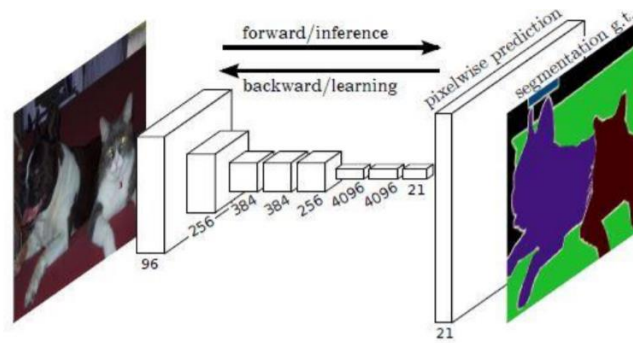 forward/inference
backward/learning
pixelwise prediction
segmentation g.t.
96
256
384
384
256
4096
4096
21
21